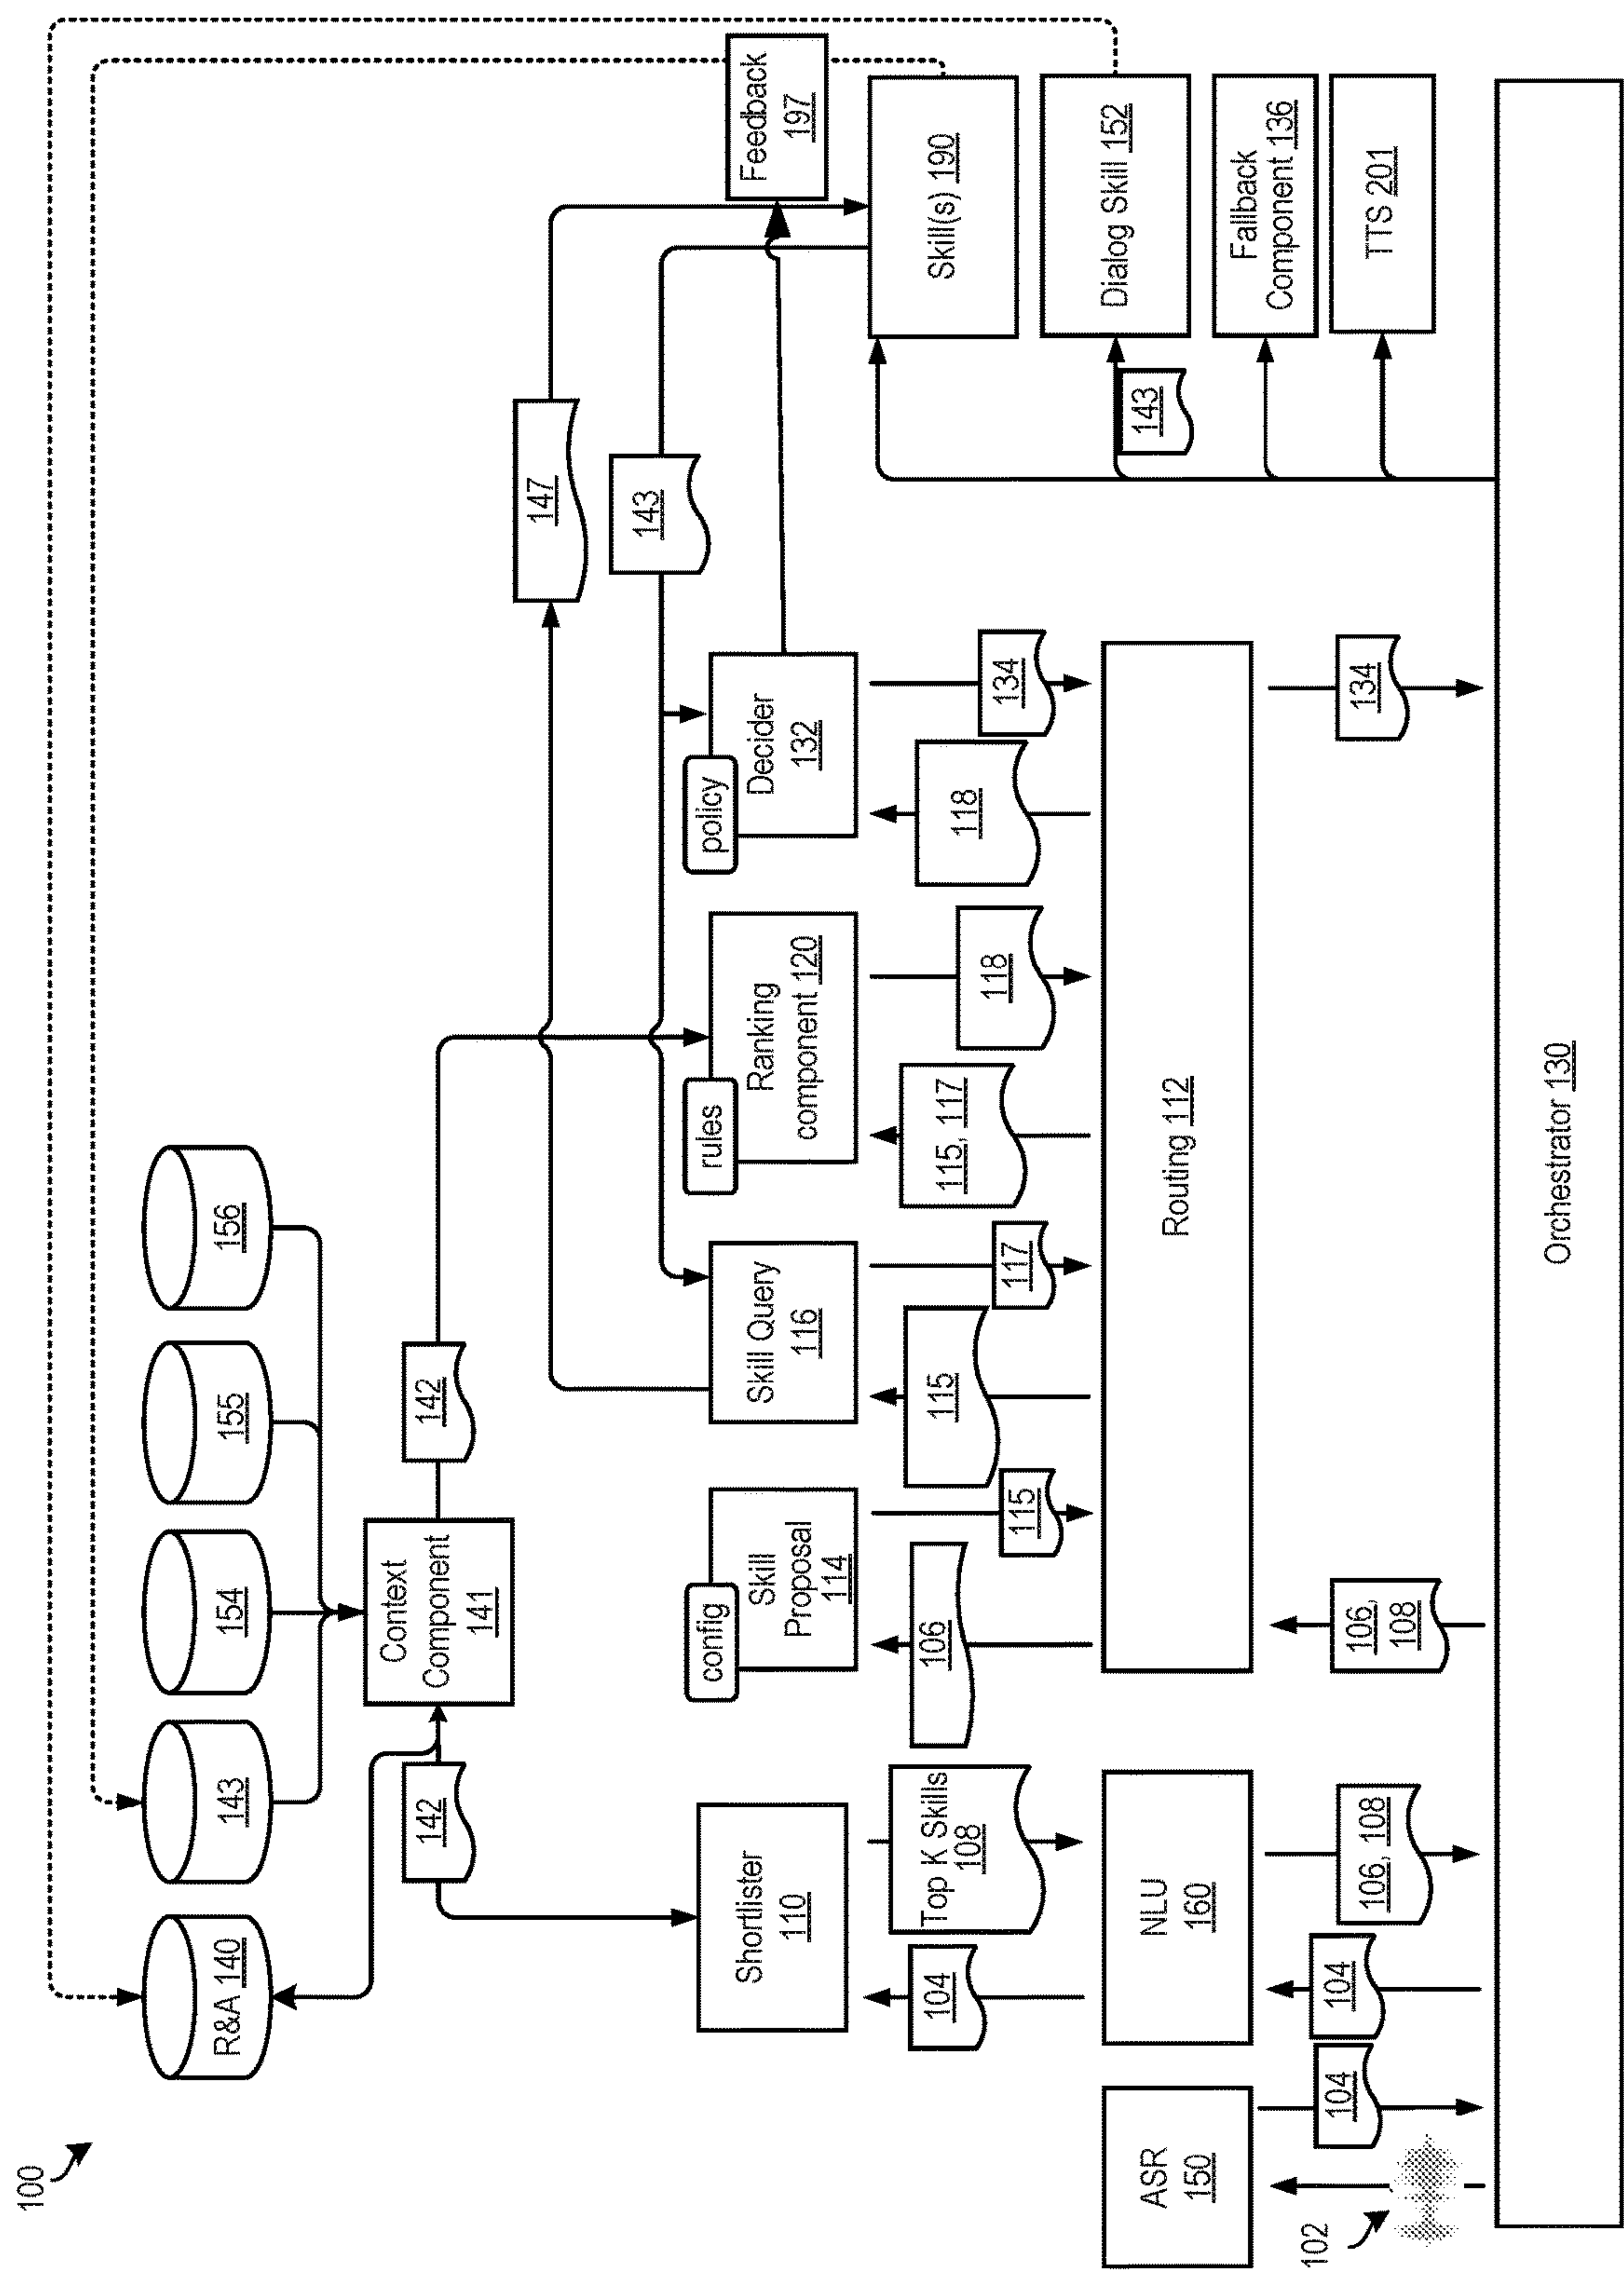 100
R&A 140
143
154
155
156
142
Context
Component
141
142
147
143
Feedback
197
Shortlister
110
config
Skill
Proposal
114
Skill Query
116
rules
Ranking
component 120
policy
Decider
132
Skill(s) 190
104
Top K Skills
108
106
115
115
117
115, 117
118
118
134
Dialog Skill 152
143
ASR
150
NLU
160
Routing 112
Fallback
Component 136
TTS 201
102
104
104
106, 108
106,
108
134
Orchestrator 130